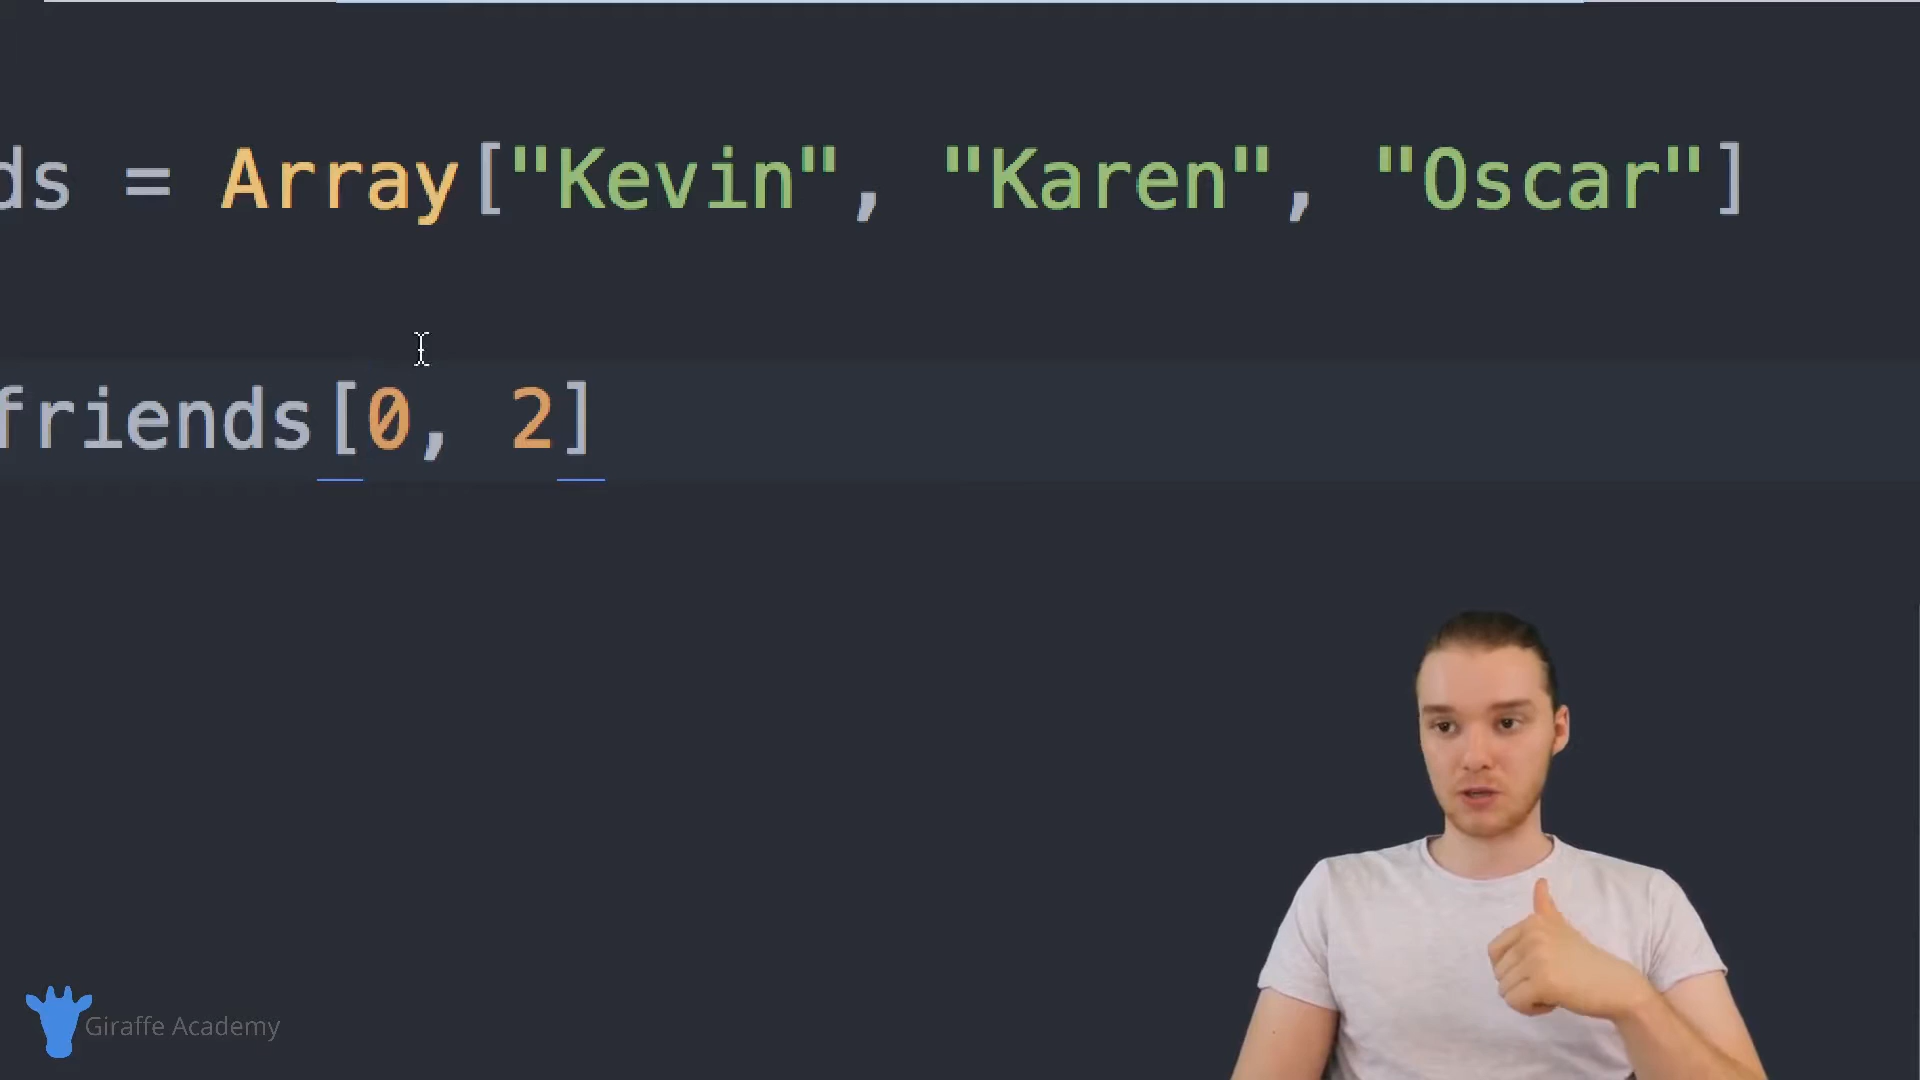 ds = Array["Kevin", "Karen", "Oscar"]
friends[0, 2]
Giraffe Academy